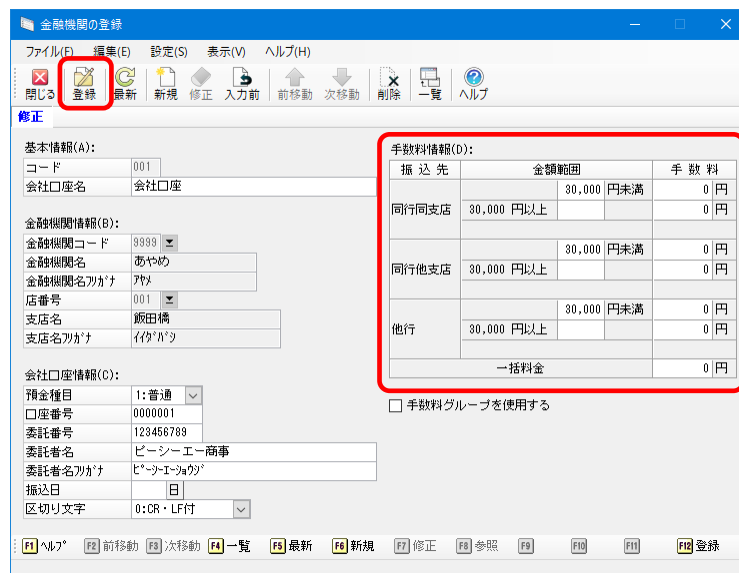 金融機関の登録
ファイル(F) 編集(E) 設定(S) 表示(V) ヘルプ(H)
閉じる 登録 最新 新規 修正 入力前 前移動 次移動 削除 一覧 ヘルプ
修正
基本情報(A):
コード 001
会社口座名 会社口座
金融機関情報(B):
金融機関コード 9999
金融機関名 あやめ
金融機関名フリガナ アヤメ
店番号 001
支店名 飯田橋
支店名フリガナ イイダバシ
会社口座情報(C):
預金種目 1:普通
口座番号 0000001
委託番号 123456789
委託者名 ピーシーエー商事
委託者名フリガナ ピーシーエーショウジ
振込日 日
区切り文字 0:CR・LF付
手数料情報(D):
振込先 金額範囲 手数料
30,000 円未満 0 円
同行同支店 30,000 円以上 0 円
30,000 円未満 0 円
同行他支店 30,000 円以上 0 円
30,000 円未満 0 円
他行 30,000 円以上 0 円
一括料金 0 円
手数料グループを使用する
F1 ヘルプ F2 前移動 F3 次移動 F4 一覧 F5 最新 F6 新規 F7 修正 F8 参照 F9 F10 F11 F12 登録